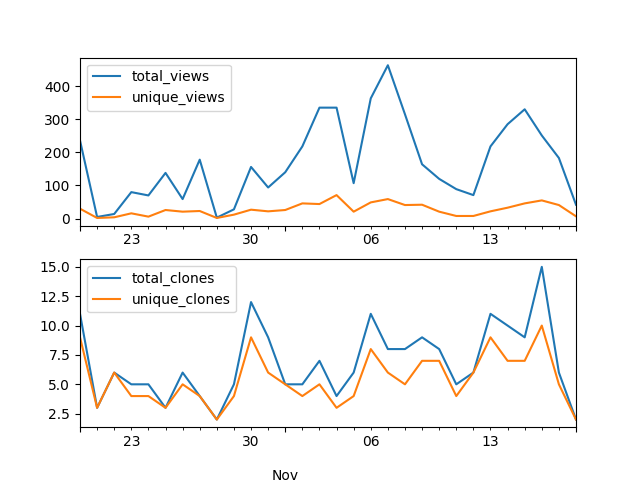 total_views
unique_views
400
300
200
100
0
23 30 06 13
total_clones
unique_clones
15.0
12.5
10.0
7.5
5.0
2.5
23 30 06 13
Nov